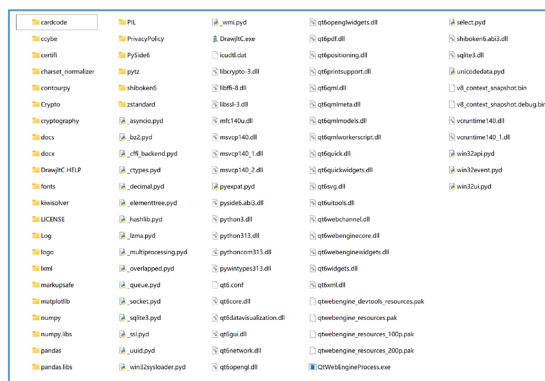 cardcode
ccybe
certifi
charset_normalizer
contourpy
Crypto
cryptography
docs
docx
DrawJItC HELP
fonts
kiwisolver
LICENSE
Log
logo
lxml
markupsafe
matplotlib
numpy
numpy.libs
pandas
pandas.libs
PIL
PrivacyPolicy
PySide6
pytz
shiboken6
zstandard
_asyncio.pyd
_bz2.pyd
_cffi_backend.pyd
_ctypes.pyd
_decimal.pyd
_elementtree.pyd
_hashlib.pyd
_lzma.pyd
_multiprocessing.pyd
_overlapped.pyd
_queue.pyd
_socket.pyd
_sqlite3.pyd
_ssl.pyd
_uuid.pyd
_win32sysloader.pyd
_wmi.pyd
DrawJItC.exe
icudtl.dat
libcrypto-3.dll
libffi-8.dll
libssl-3.dll
mfc140u.dll
msvcp140.dll
msvcp140_1.dll
msvcp140_2.dll
pyexpat.pyd
pyside6.abi3.dll
python3.dll
python313.dll
pythoncom313.dll
pywintypes313.dll
qt6.conf
qt6core.dll
qt6datavisualization.dll
qt6gui.dll
qt6network.dll
qt6opengl.dll
qt6openglwidgets.dll
qt6pdf.dll
qt6positioning.dll
qt6printsupport.dll
qt6qml.dll
qt6qmlmeta.dll
qt6qmlmodels.dll
qt6qmlworkerscript.dll
qt6quick.dll
qt6quickwidgets.dll
qt6svg.dll
qt6uitools.dll
qt6webchannel.dll
qt6webenginecore.dll
qt6webenginewidgets.dll
qt6widgets.dll
qt6xml.dll
qtwebengine_devtools_resources.pak
qtwebengine_resources.pak
qtwebengine_resources_100p.pak
qtwebengine_resources_200p.pak
QtWebEngineProcess.exe
select.pyd
shiboken6.abi3.dll
sqlite3.dll
unicodedata.pyd
v8_context_snapshot.bin
v8_context_snapshot.debug.bin
vcruntime140.dll
vcruntime140_1.dll
win32api.pyd
win32event.pyd
win32ui.pyd